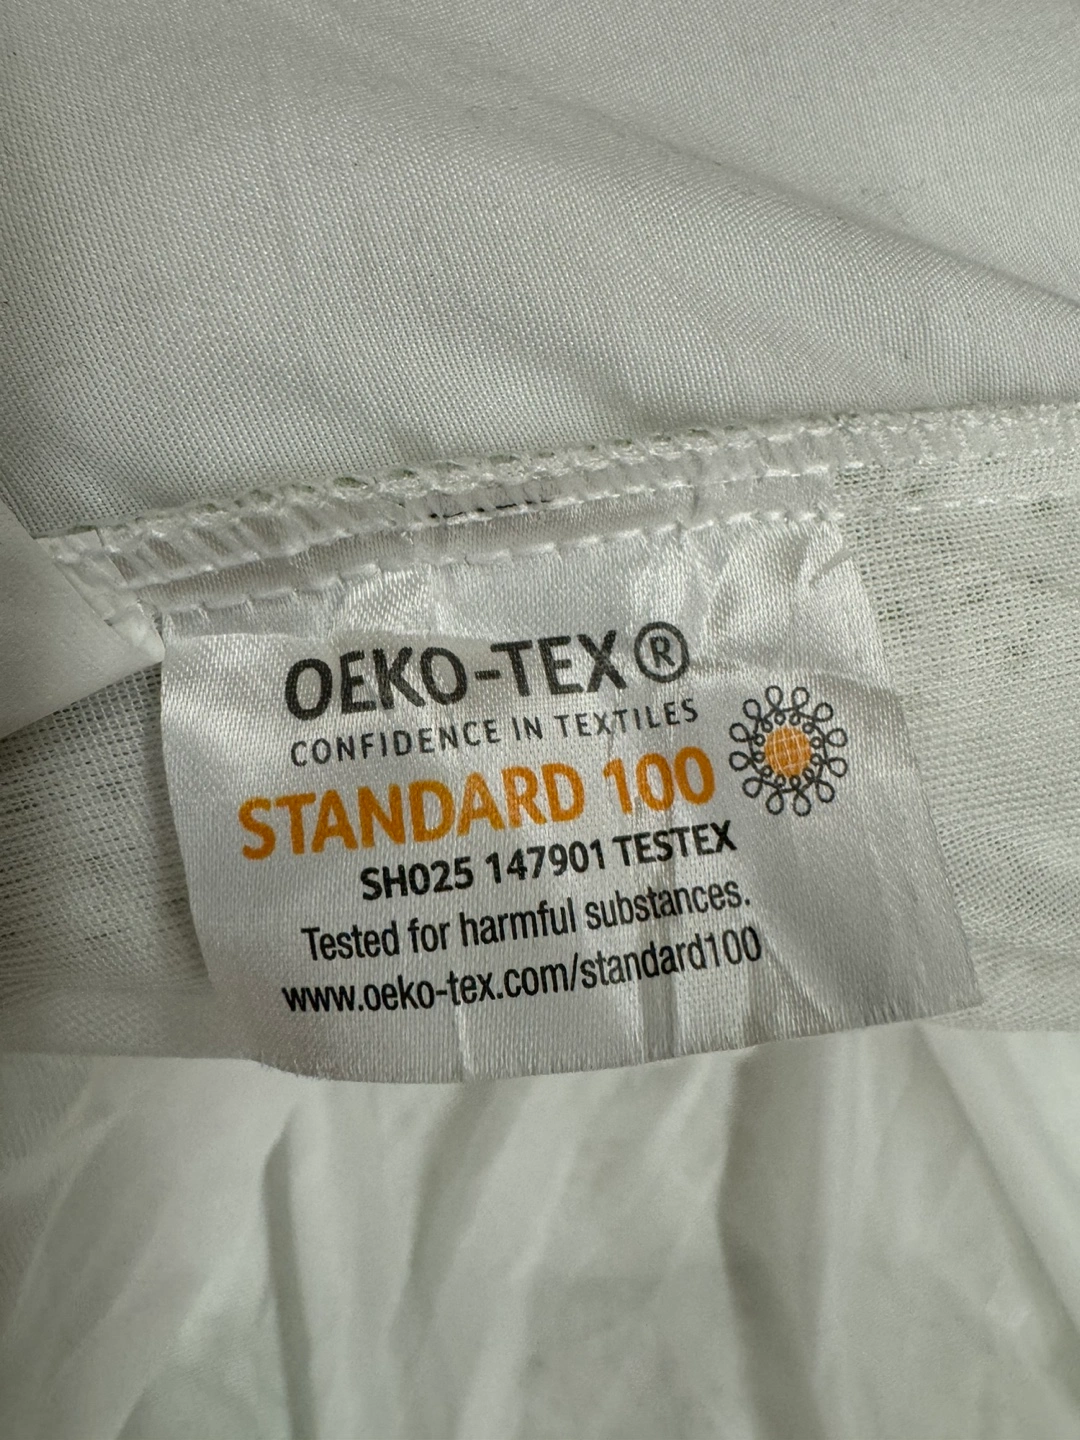 OEKO-TEX®
CONFIDENCE IN TEXTILES
STANDARD 100
SH025 147901 TESTEX
Tested for harmful substances.
www.oeko-tex.com/standard100